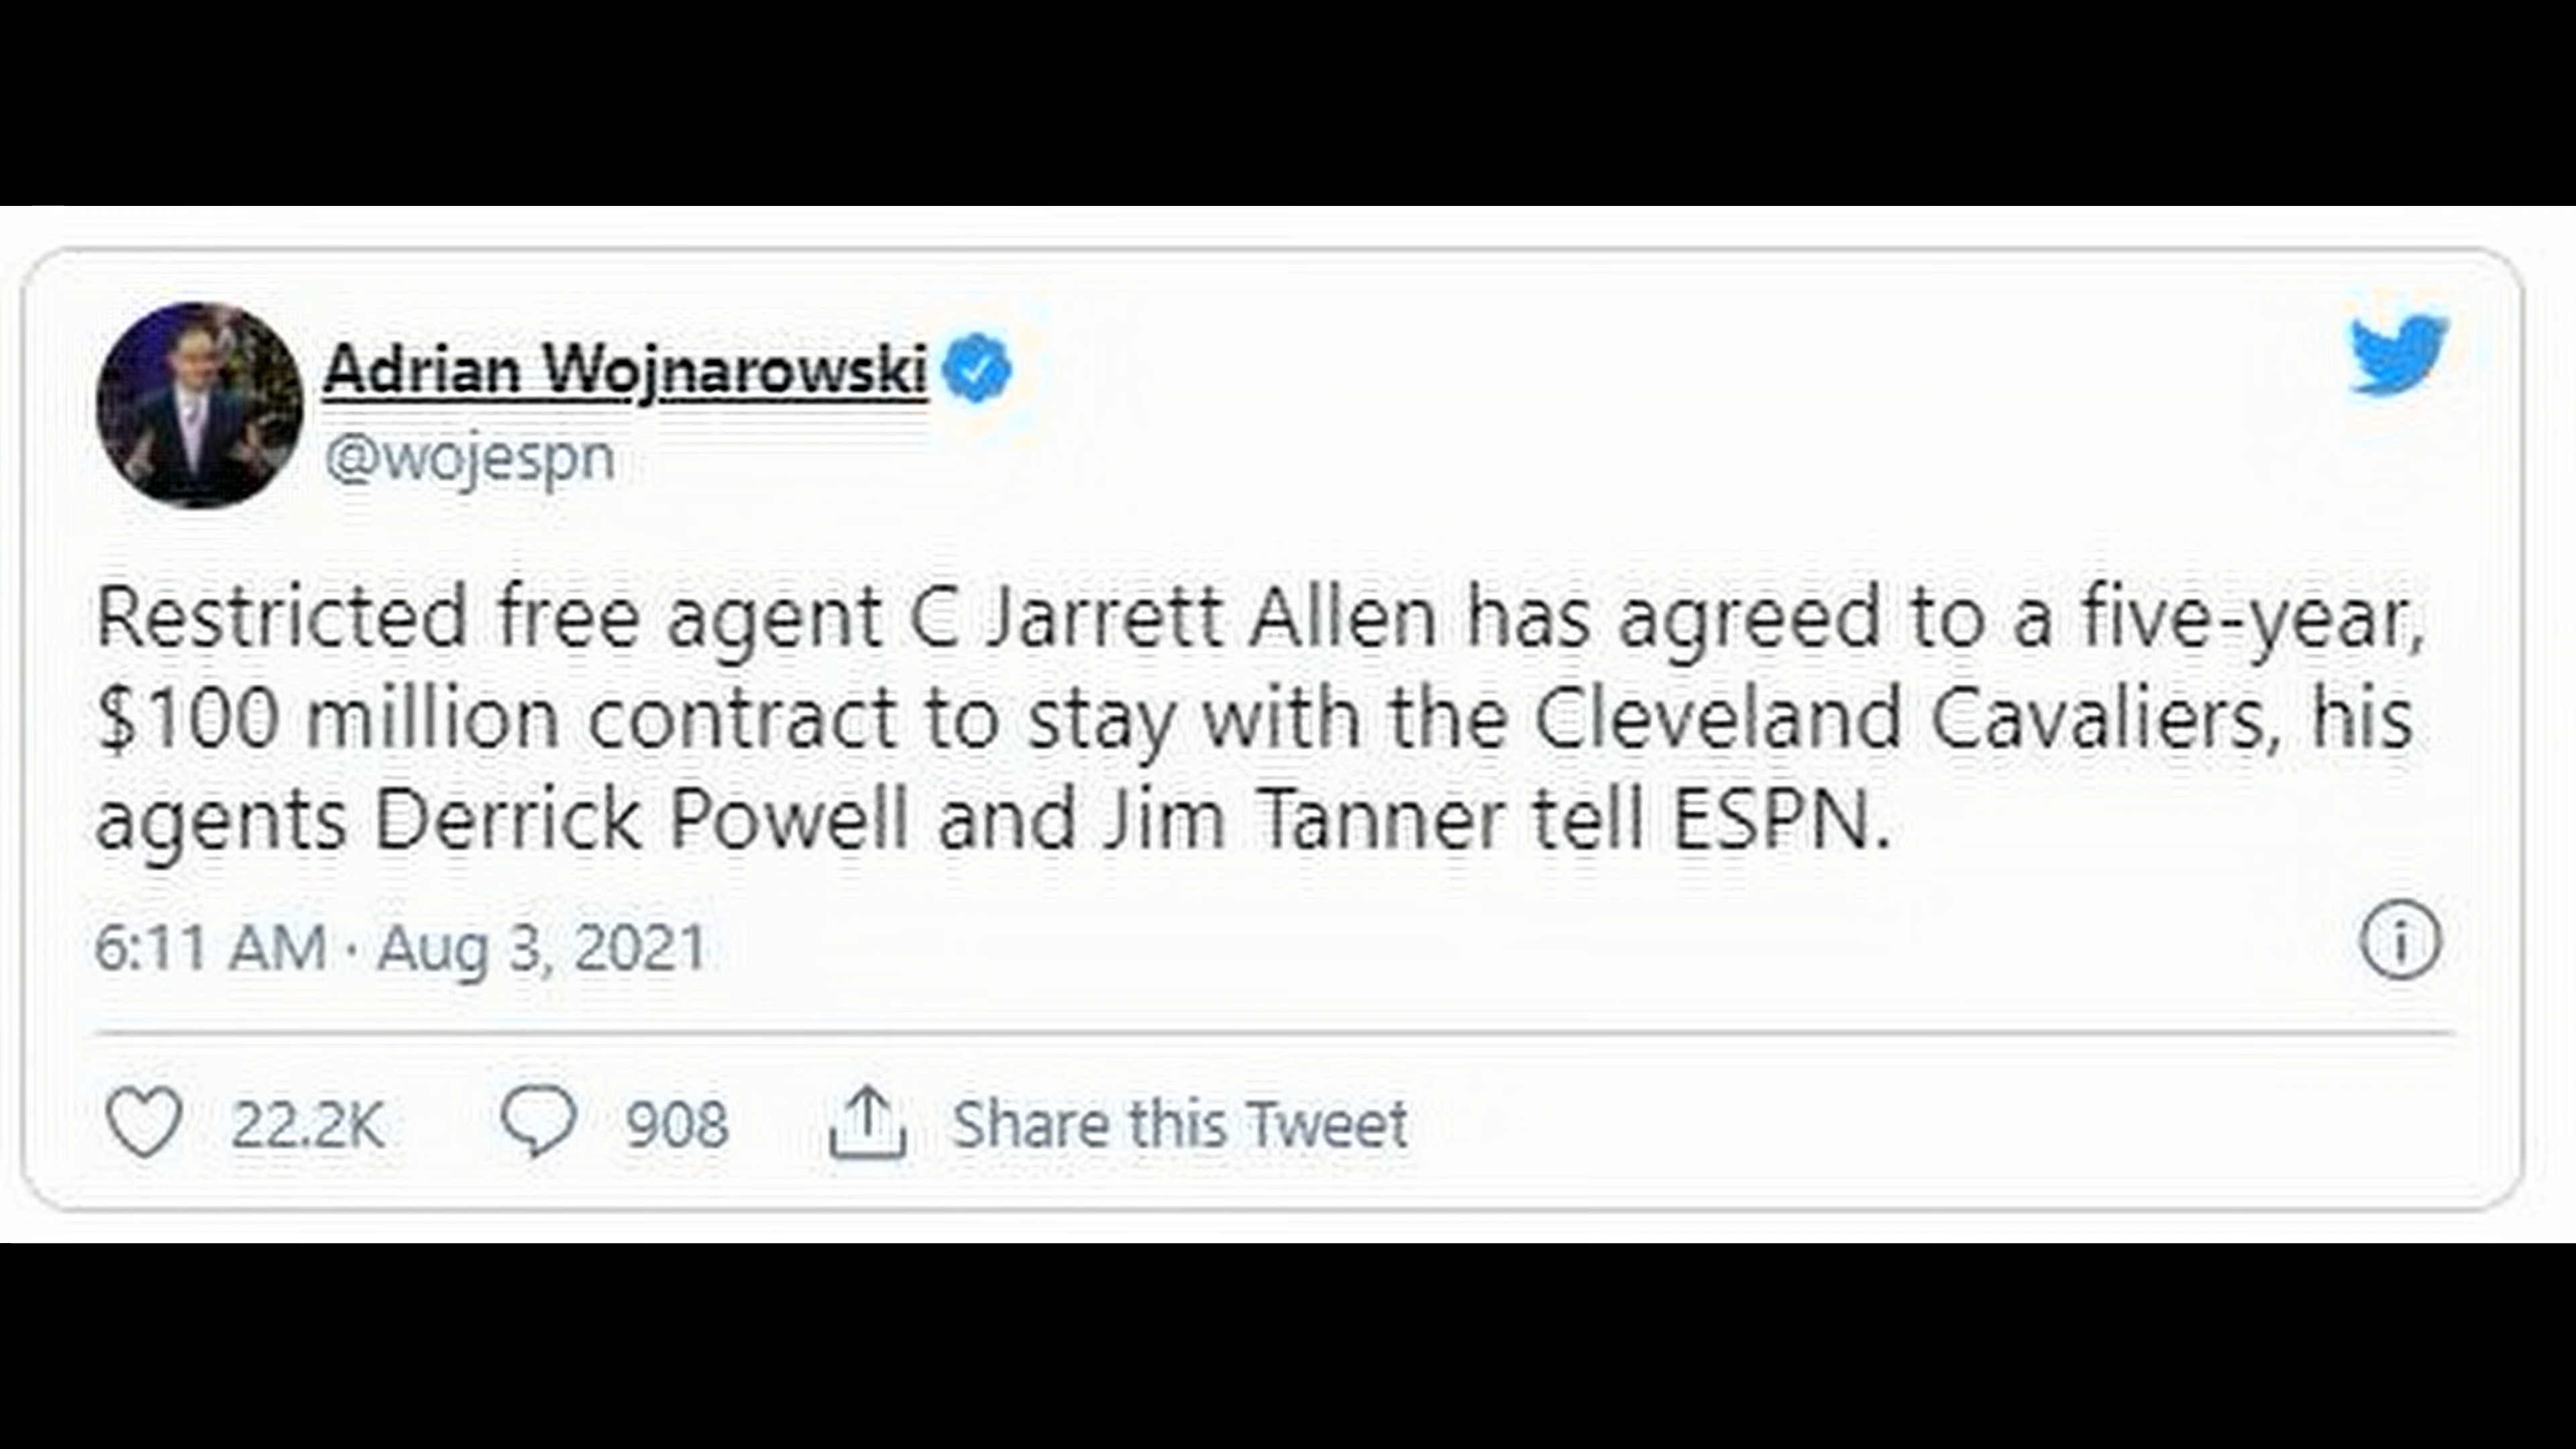 Adrian Wojnarowski
@wojespn
Restricted free agent C Jarrett Allen has agreed to a five-year,
$100 million contract to stay with the Cleveland Cavaliers, his
agents Derrick Powell and Jim Tanner tell ESPN.
6:11 AM · Aug 3, 2021
22.2K 908 Share this Tweet